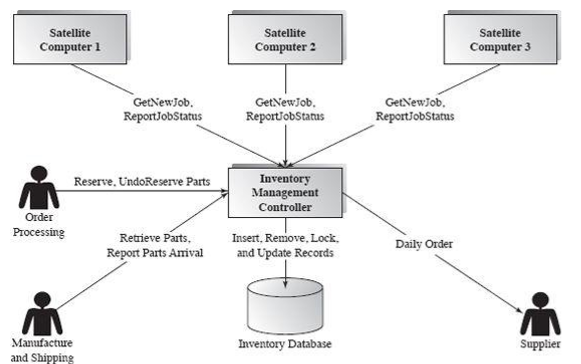 Satellite
Computer 1
Satellite
Computer 2
Satellite
Computer 3
GetNewJob,
ReportJobStatus
GetNewJob,
ReportJobStatus
GetNewJob,
ReportJobStatus
Reserve, UndoReserve Parts
Inventory
Management
Controller
Order
Processing
Retrieve Parts,
Report Parts Arrival
Insert, Remove, Lock,
and Update Records
Daily Order
Manufacture
and Shipping
Inventory Database
Supplier